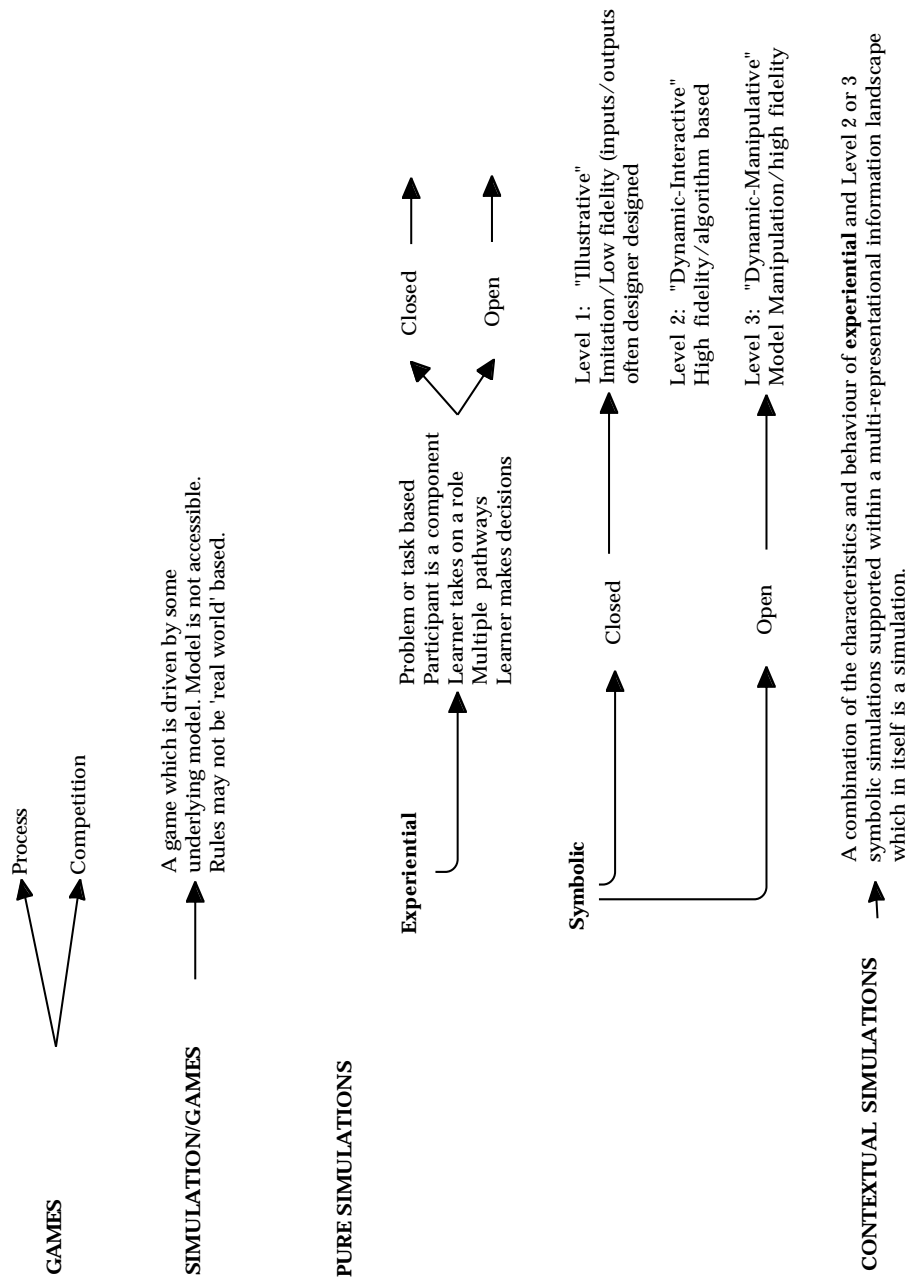 GAMES
Process
Competition
SIMULATION/GAMES
A game which is driven by some
underlying model. Model is not accessible.
Rules may not be 'real world' based.
PURE SIMULATIONS
Experiential
Problem or task based
Participant is a component
Learner takes on a role
Multiple pathways
Learner makes decisions
Closed
Open
Symbolic
Closed
Level 1: "Illustrative"
Imitation/Low fidelity (inputs/outputs
often designer designed
Level 2: "Dynamic-Interactive"
High fidelity/algorithm based
Open
Level 3: "Dynamic-Manipulative"
Model Manipulation/high fidelity
CONTEXTUAL SIMULATIONS
A combination of the characteristics and behaviour of experiential and Level 2 or 3
symbolic simulations supported within a multi-representational information landscape
which in itself is a simulation.